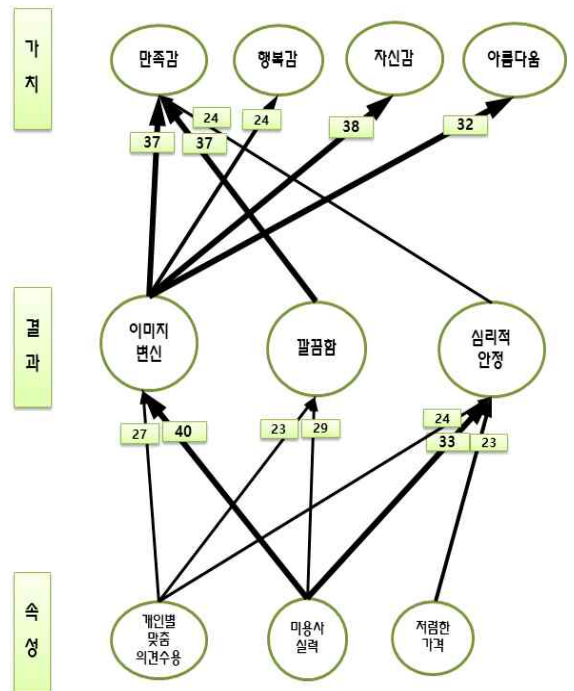 가
치
만족감
행복감
자신감
아름다움
24
24
38
32
37
37
결
과
이미지
변신
깔끔함
심리적
안정
27
40
23
29
24
33
23
속
성
개인별
맞춤
의견수용
미용사
실력
저렴한
가격